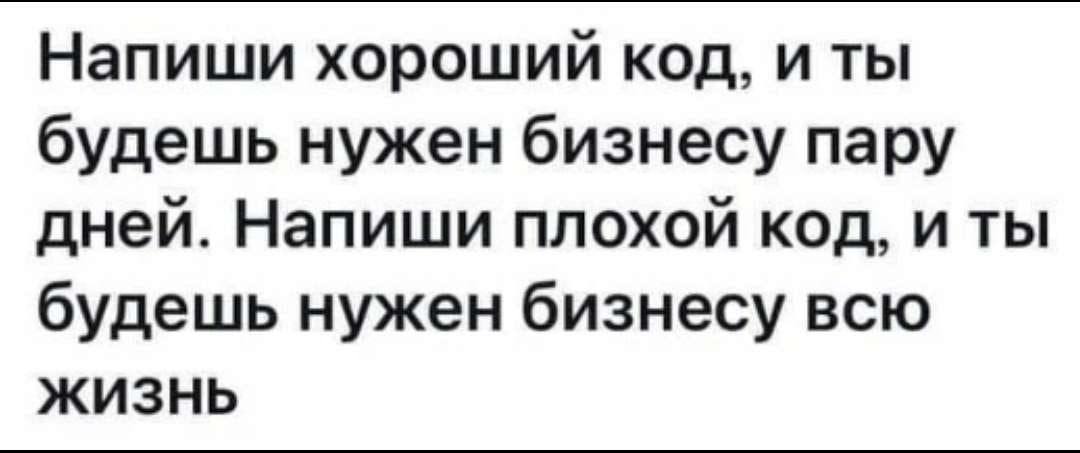 Напиши хороший код, и ты
будешь нужен бизнесу пару
дней. Напиши плохой код, и ты
будешь нужен бизнесу всю
жизнь